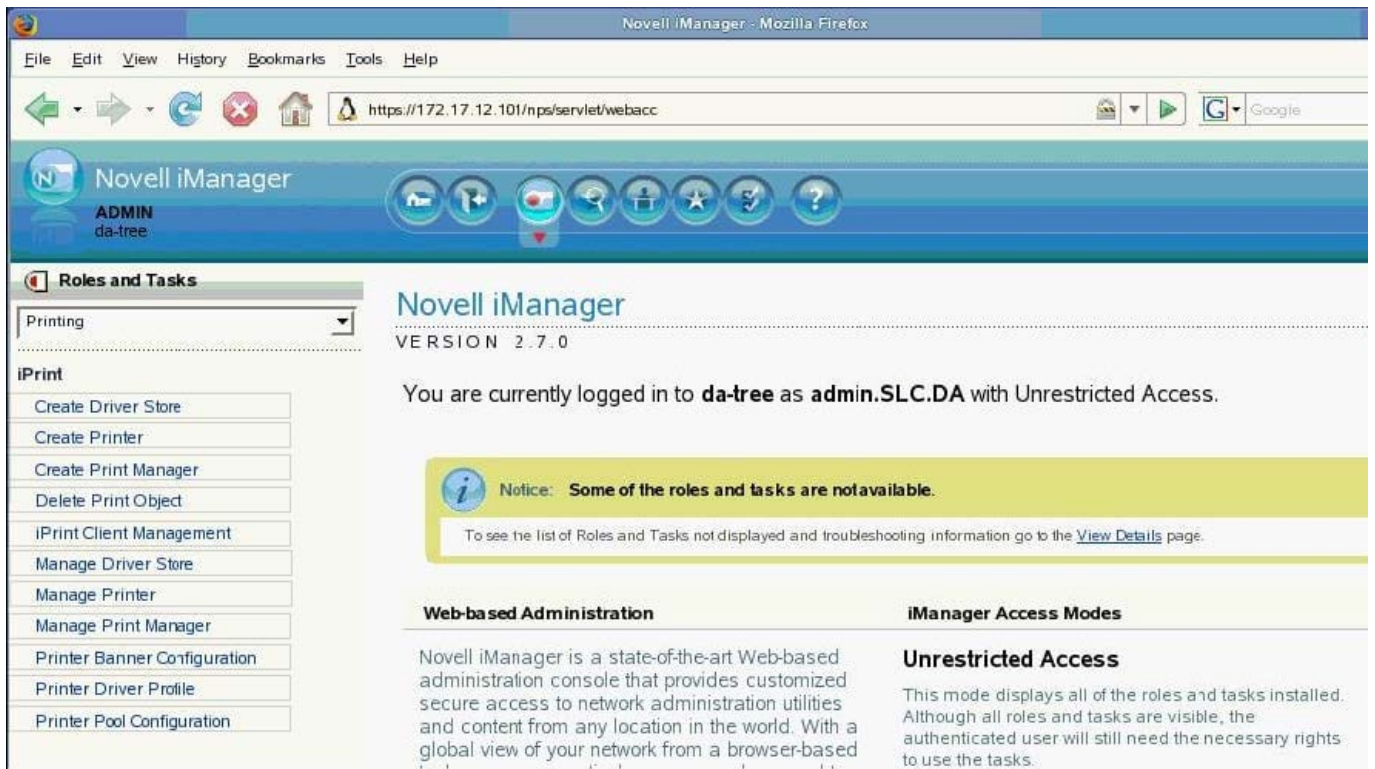 Novell iManager - Mozilla Firefox
File Edit View History Bookmarks Tools Help
https://172.17.12.101/nps/servlet/webacc
G Google
N Novell iManager
ADMIN
da-tree
?
Roles and Tasks
Printing
iPrint
Create Driver Store
Create Printer
Create Print Manager
Delete Print Object
iPrint Client Management
Manage Driver Store
Manage Printer
Manage Print Manager
Printer Banner Configuration
Printer Driver Profile
Printer Pool Configuration
Novell iManager
VERSION 2.7.0
You are currently logged in to da-tree as admin.SLC.DA with Unrestricted Access.
i Notice: Some of the roles and tasks are not available.
To see the list of Roles and Tasks not displayed and troubleshooting information go to the View Details page.
Web-based Administration
Novell iManager is a state-of-the-art Web-based
administration console that provides customized
secure access to network administration utilities
and content from any location in the world. With a
global view of your network from a browser-based
iManager Access Modes
Unrestricted Access
This mode displays all of the roles and tasks installed.
Although all roles and tasks are visible, the
authenticated user will still need the necessary rights
to use the tasks.